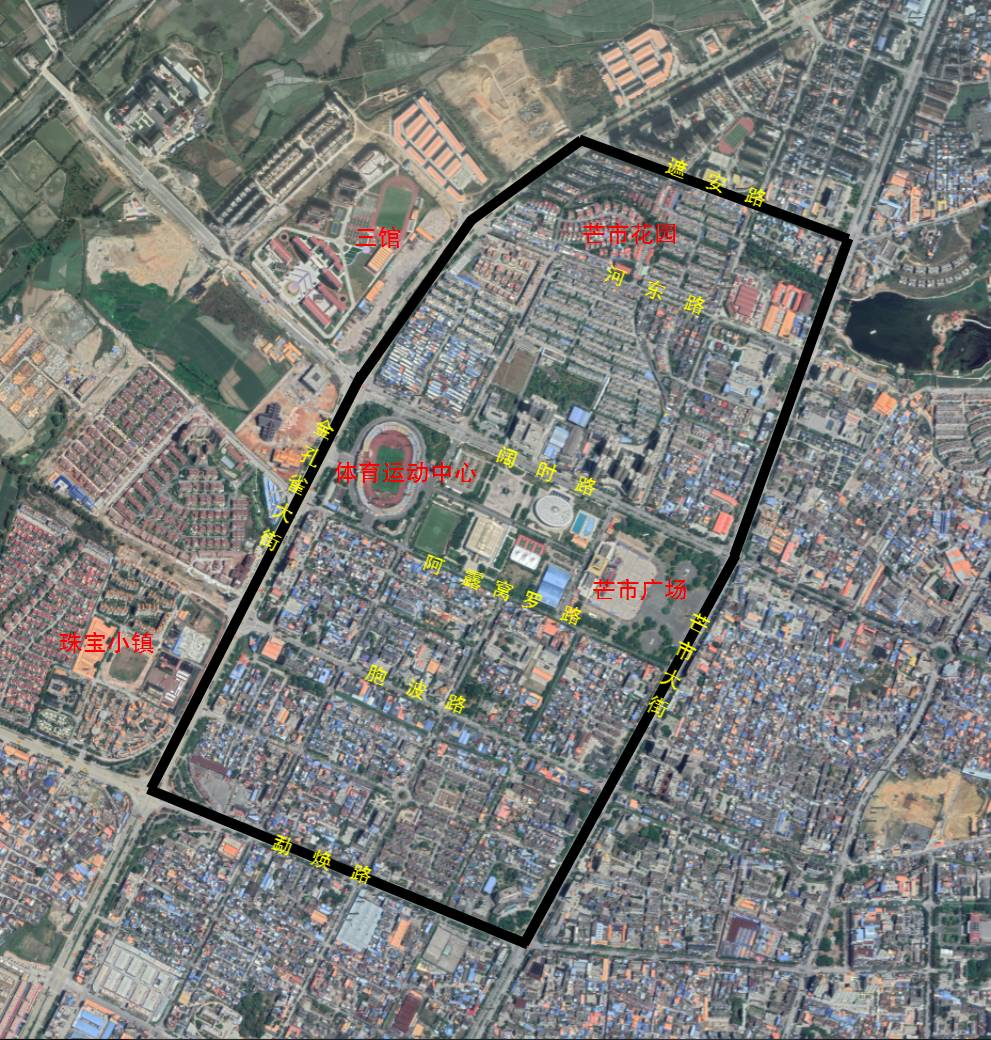 遮安路
芒市花园
三馆
河东路
金孔雀大街
阔时路
体育运动中心
阿露窝罗路
芒市广场
芒市大街
珠宝小镇
胞波路
勐焕路